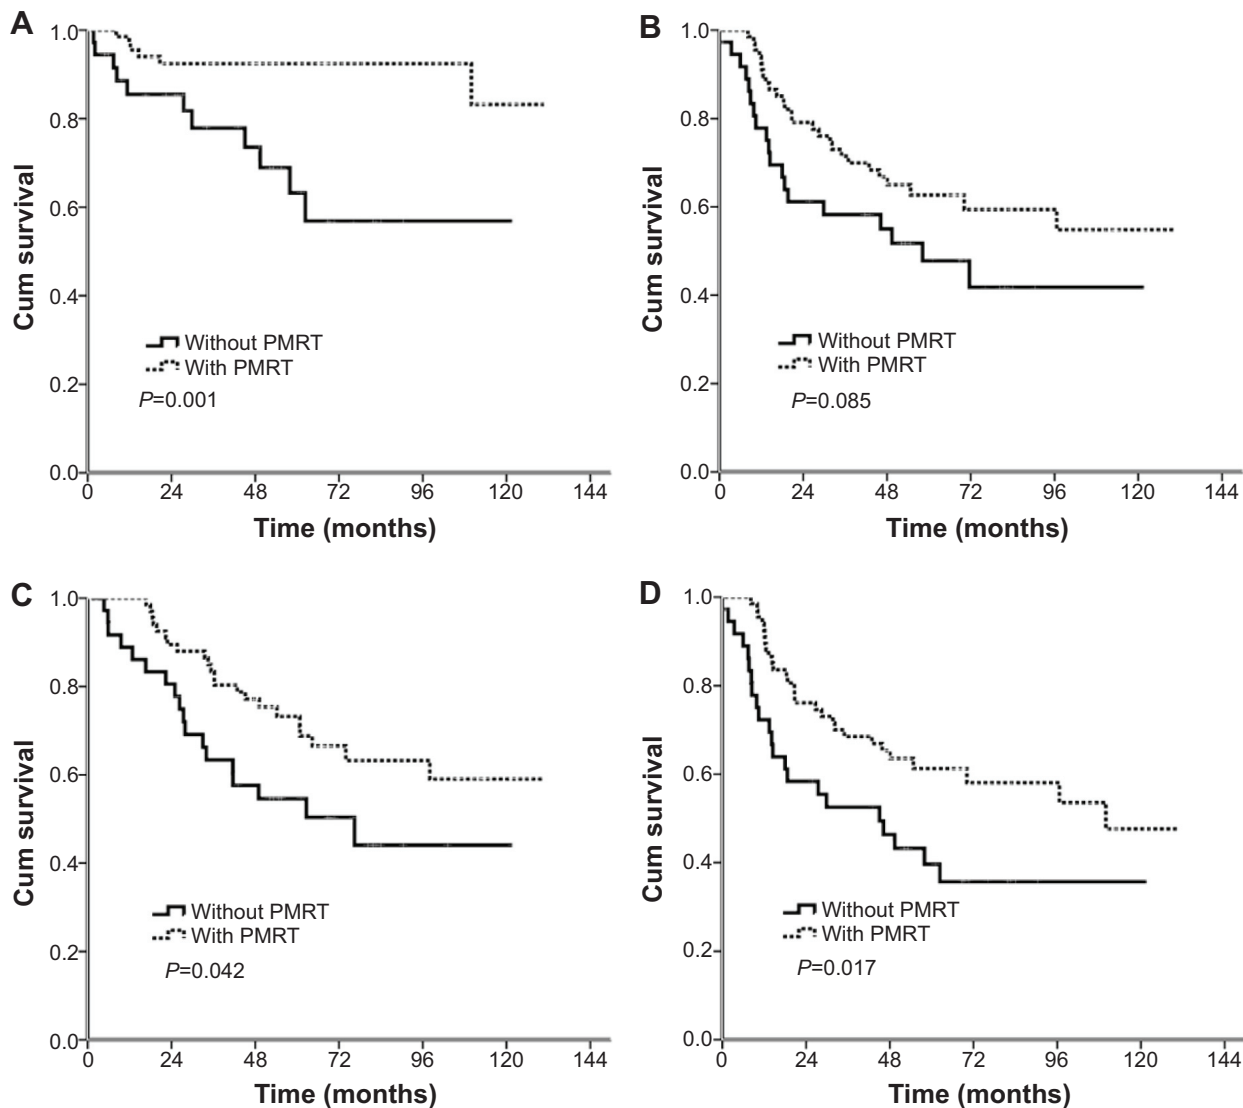 A
1.0
0.8
0.6
0.4
0.2
0.0
Cum survival
Without PMRT
With PMRT
P=0.001
0 24 48 72 96 120 144
Time (months)
B
1.0
0.8
0.6
0.4
0.2
0.0
Cum survival
Without PMRT
With PMRT
P=0.085
0 24 48 72 96 120 144
Time (months)
C
1.0
0.8
0.6
0.4
0.2
0.0
Cum survival
Without PMRT
With PMRT
P=0.042
0 24 48 72 96 120 144
Time (months)
D
1.0
0.8
0.6
0.4
0.2
0.0
Cum survival
Without PMRT
With PMRT
P=0.017
0 24 48 72 96 120 144
Time (months)